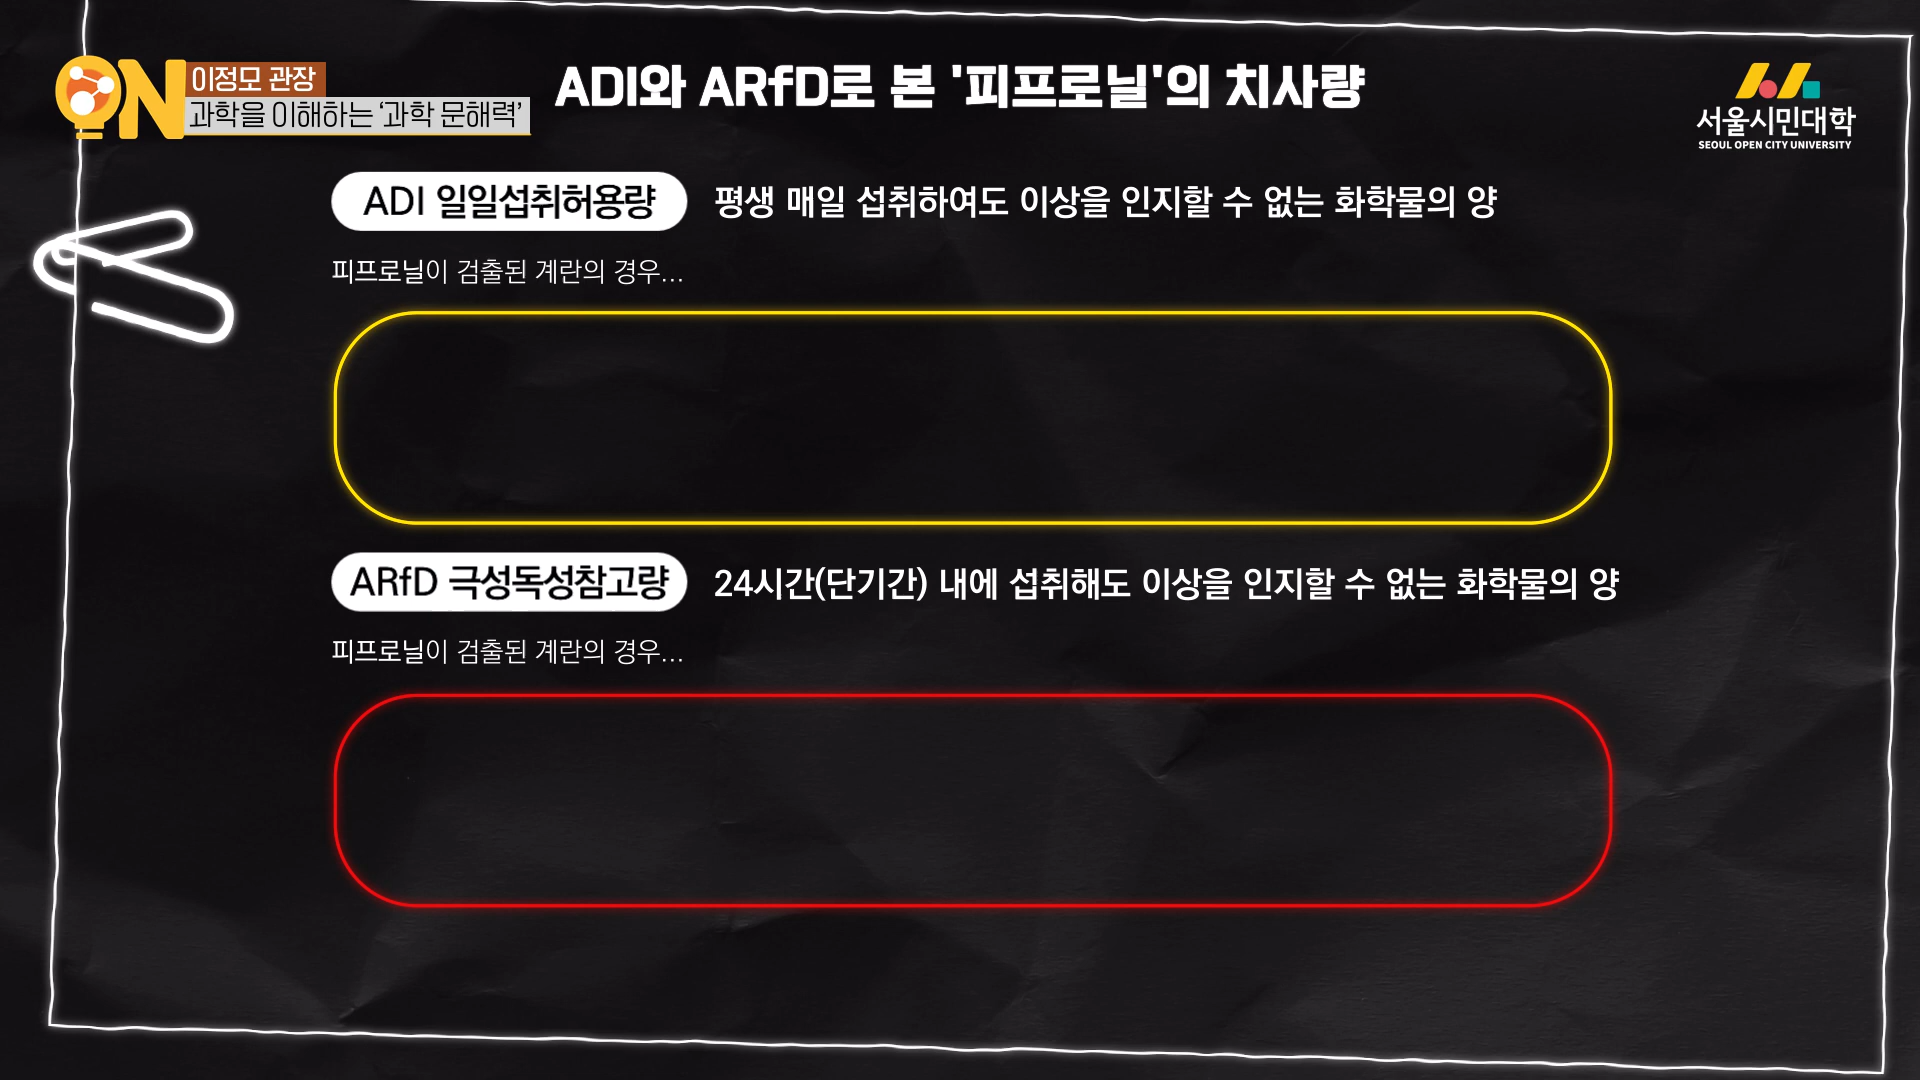 ON
이정모 관장
과학을 이해하는 ‘과학 문해력’
ADI와 ARfD로 본 '피프로닐'의 치사량
서울시민대학
SEOUL OPEN CITY UNIVERSITY
ADI 일일섭취허용량
평생 매일 섭취하여도 이상을 인지할 수 없는 화학물의 양
피프로닐이 검출된 계란의 경우...
ARfD 극성독성참고량
24시간(단기간) 내에 섭취해도 이상을 인지할 수 없는 화학물의 양
피프로닐이 검출된 계란의 경우...